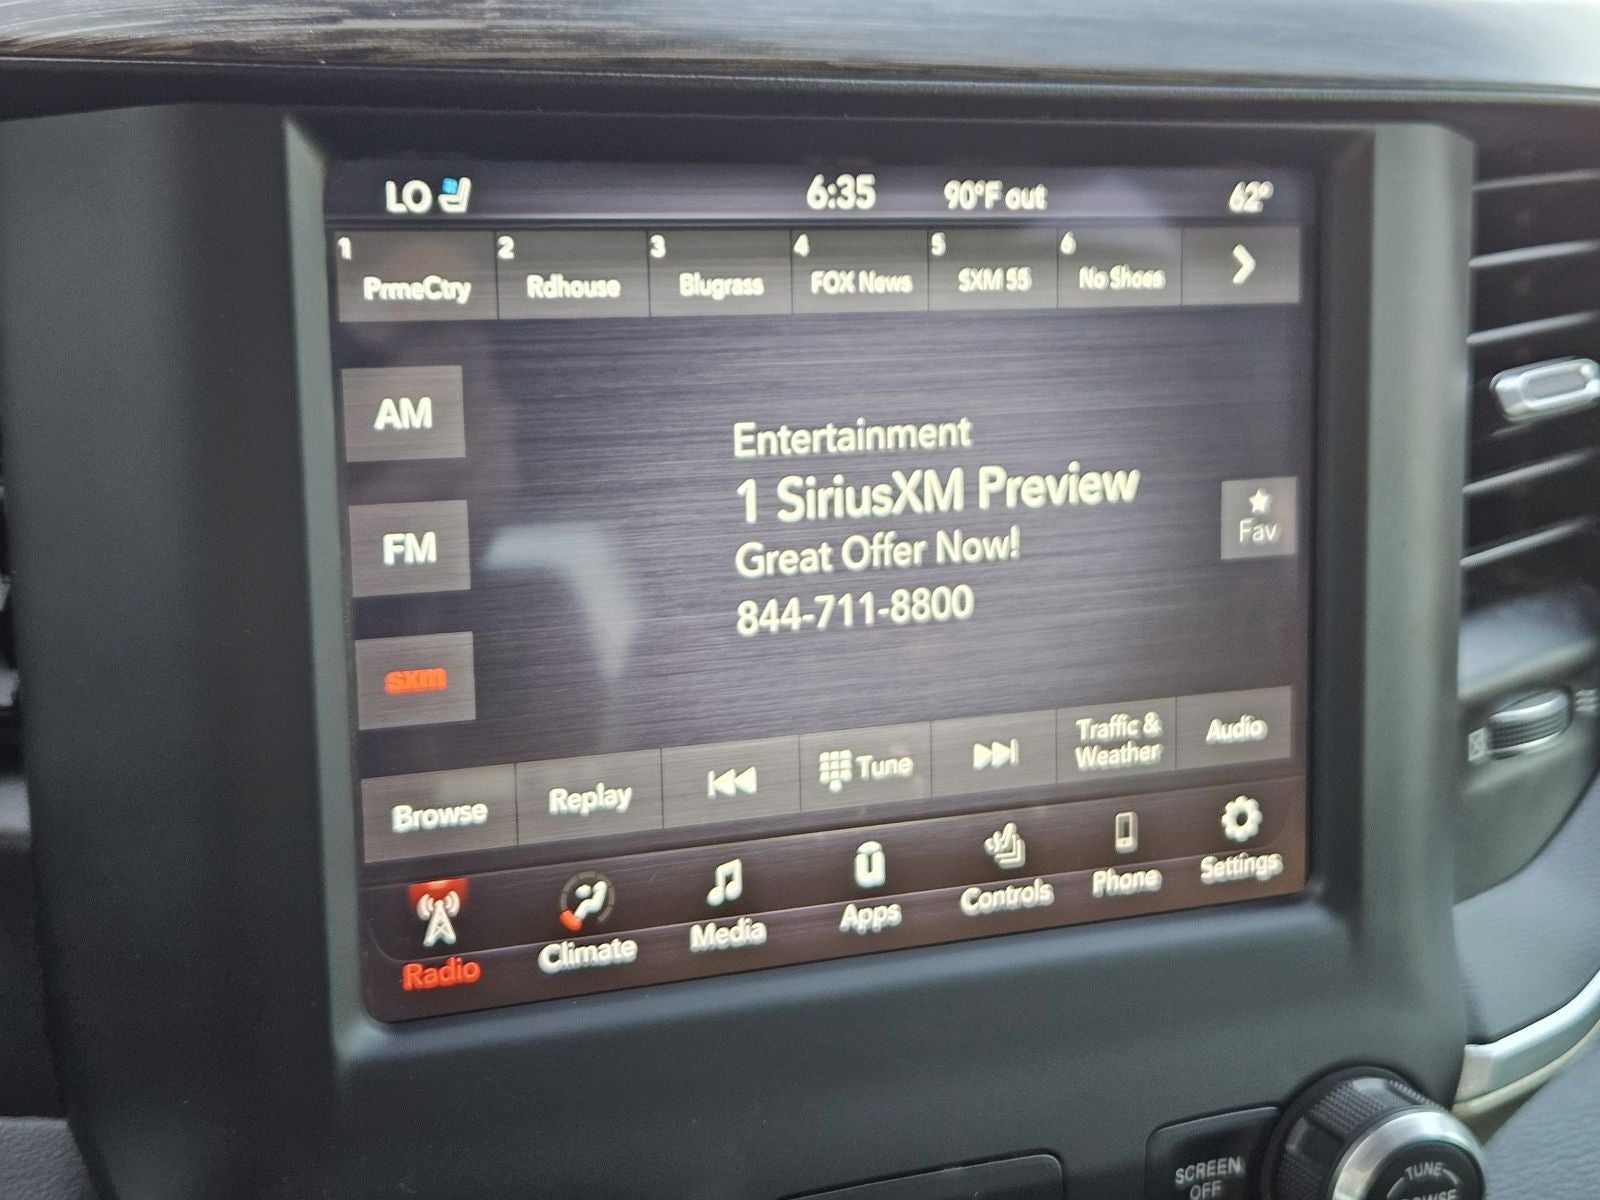 LO 6:35 90°F out 62°
1 2 3 4 5 6
PrmeCtry Rdhouse Blugrass FOX News SXM 55 No Shoes
AM
Entertainment
1 SiriusXM Preview
Fav
FM
Great Offer Now!
844-711-8800
sxm
Browse Replay Tune Traffic & Weather Audio
Radio Climate Media Apps Controls Phone Settings
SCREEN
OFF
TUNE